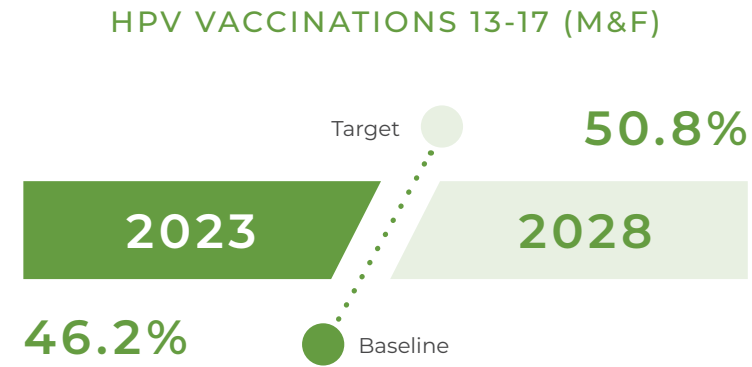 HPV VACCINATIONS 13-17 (M&F)
Target
50.8%
2023
2028
46.2%
Baseline